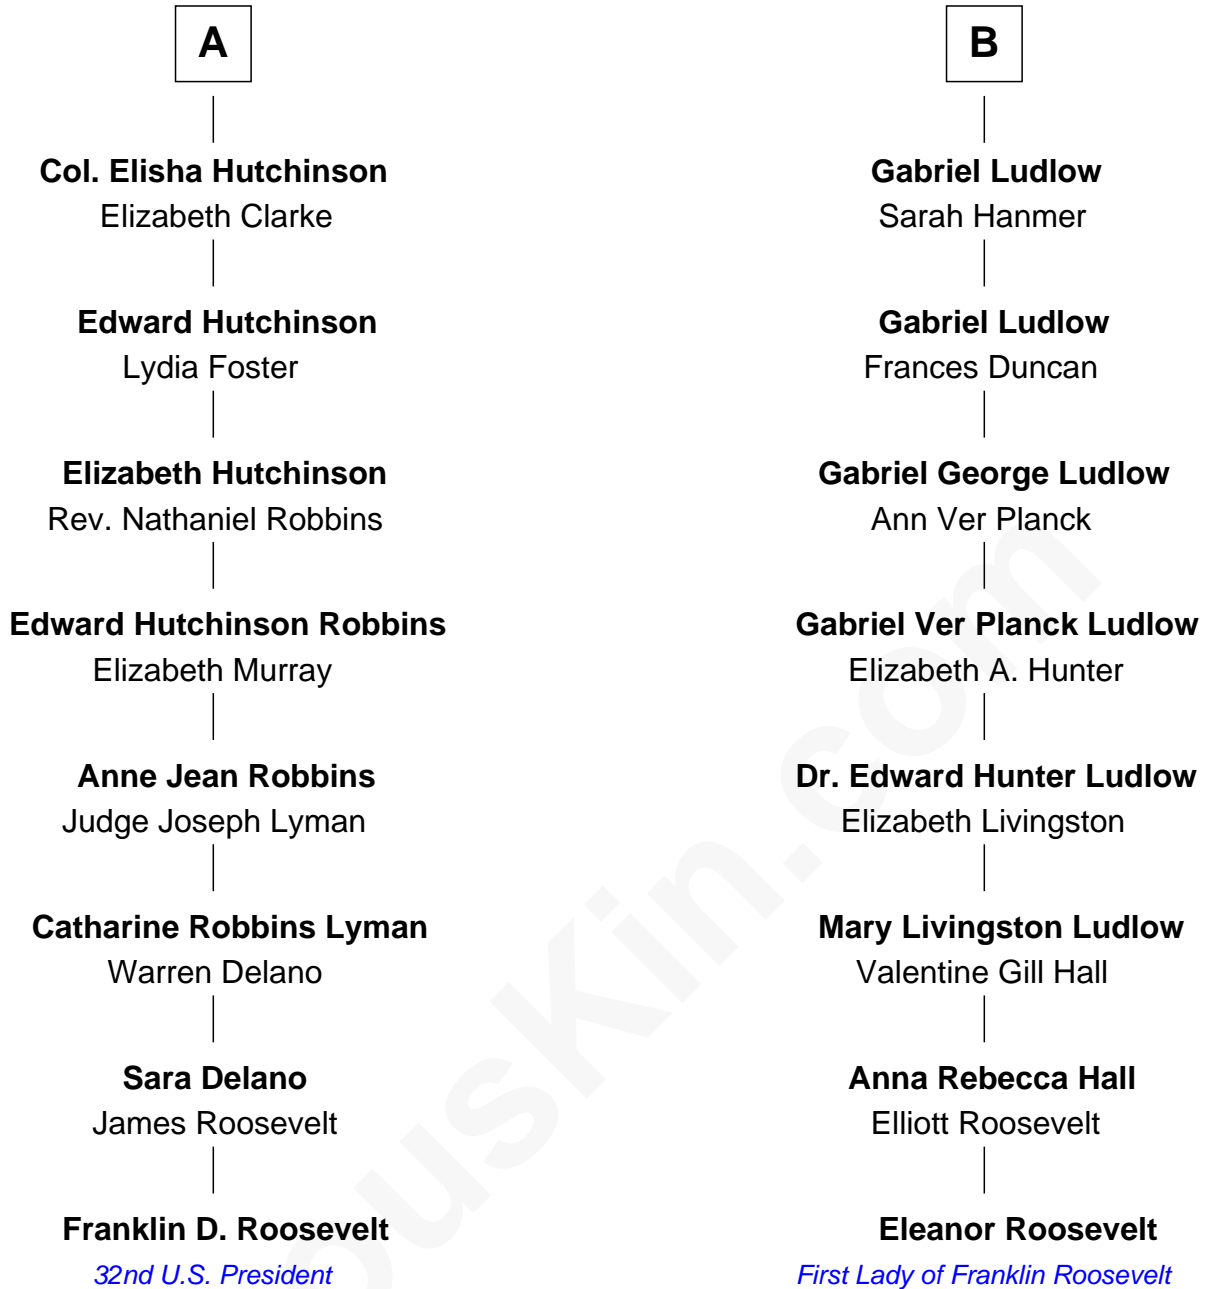 A
Col. Elisha Hutchinson
Elizabeth Clarke
Edward Hutchinson
Lydia Foster
Elizabeth Hutchinson
Rev. Nathaniel Robbins
Edward Hutchinson Robbins
Elizabeth Murray
Anne Jean Robbins
Judge Joseph Lyman
Catharine Robbins Lyman
Warren Delano
Sara Delano
James Roosevelt
Franklin D. Roosevelt
32nd U.S. President
B
Gabriel Ludlow
Sarah Hanmer
Gabriel Ludlow
Frances Duncan
Gabriel George Ludlow
Ann Ver Planck
Gabriel Ver Planck Ludlow
Elizabeth A. Hunter
Dr. Edward Hunter Ludlow
Elizabeth Livingston
Mary Livingston Ludlow
Valentine Gill Hall
Anna Rebecca Hall
Elliott Roosevelt
Eleanor Roosevelt
First Lady of Franklin Roosevelt
ousKin.com